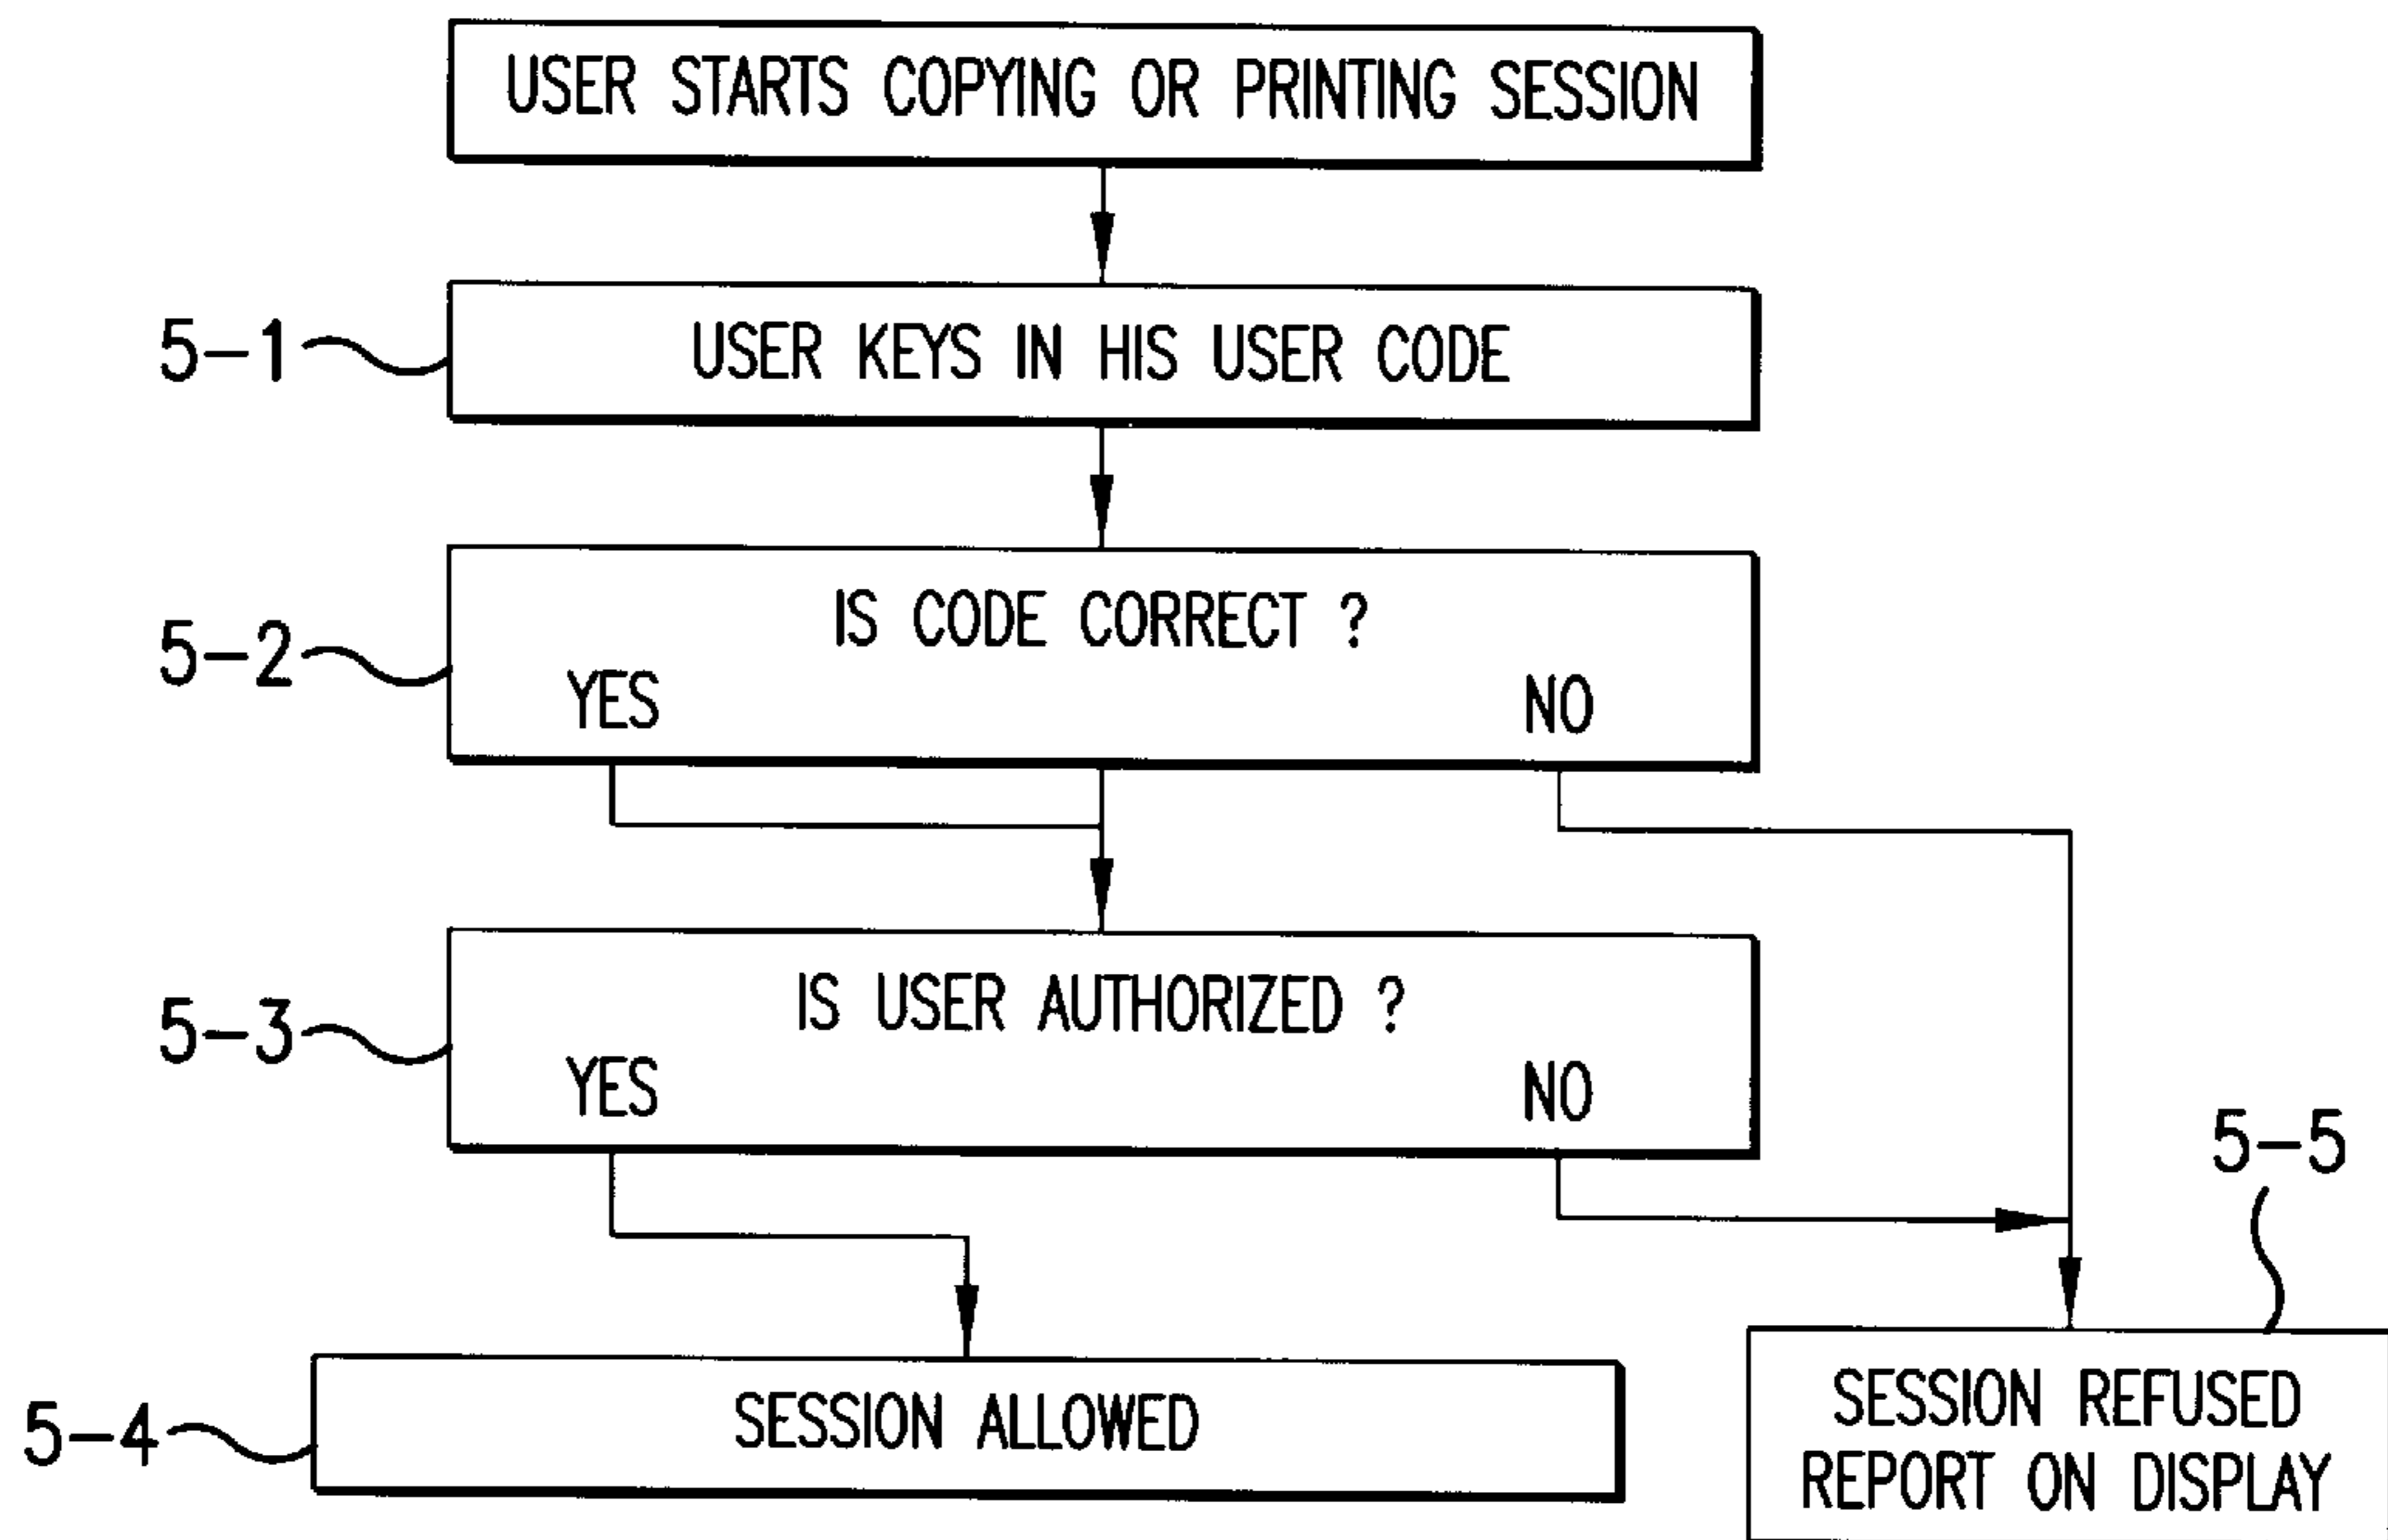 USER STARTS COPYING OR PRINTING SESSION
5-1
USER KEYS IN HIS USER CODE
5-2
IS CODE CORRECT ?
YES NO
5-3
IS USER AUTHORIZED ?
YES NO
5-5
5-4
SESSION ALLOWED
SESSION REFUSED
REPORT ON DISPLAY